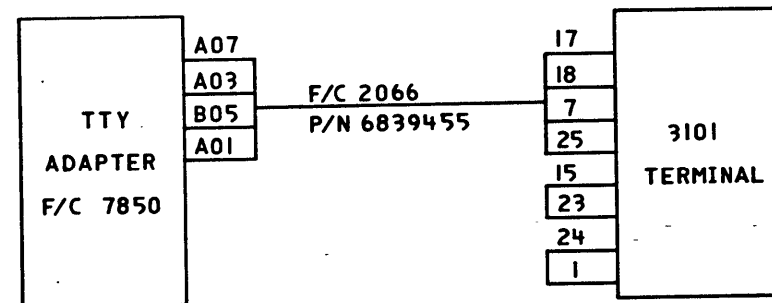 TTY
ADAPTER
F/C 7850
A07
A03
B05
A01
F/C 2066
P/N 6839455
17
18
7
25
15
23
24
1
3101
TERMINAL